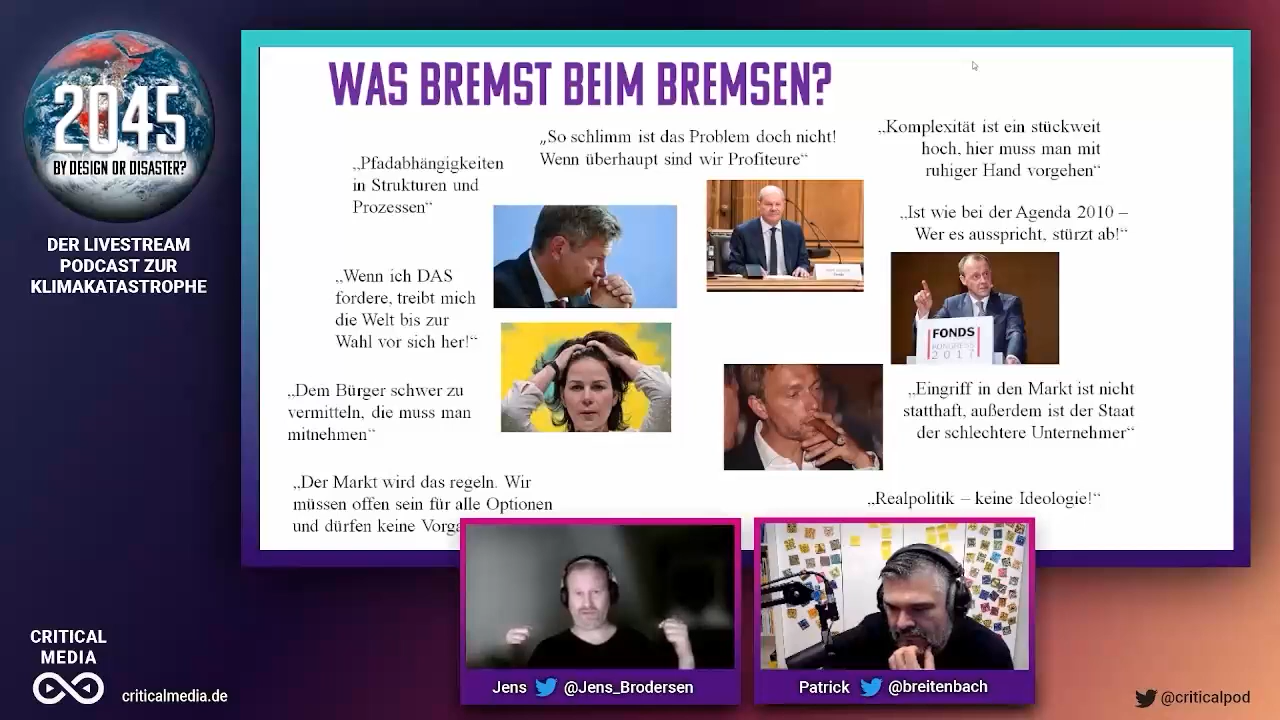 2045
BY DESIGN OR DISASTER?
DER LIVESTREAM
PODCAST ZUR
KLIMAKATASTROPHE
WAS BREMST BEIM BREMSEN?
„So schlimm ist das Problem doch nicht!
Wenn überhaupt sind wir Profiteure“
„Komplexität ist ein stückweit
hoch, hier muss man mit
ruhiger Hand vorgehen“
„Pfadabhängigkeiten
in Strukturen und
Prozessen“
„Ist wie bei der Agenda 2010 –
Wer es ausspricht, stürzt ab!“
„Wenn ich DAS
fordere, treibt mich
die Welt bis zur
Wahl vor sich her!“
FONDS
KONGRESS
2017
„Dem Bürger schwer zu
vermitteln, die muss man
mitnehmen“
„Eingriff in den Markt ist nicht
statthaft, außerdem ist der Staat
der schlechtere Unternehmer“
„Der Markt wird das regeln. Wir
müssen offen sein für alle Optionen
und dürfen keine
„Realpolitik – keine Ideologie!“
CRITICAL
MEDIA
criticalmedia.de
Jens @Jens_Brodersen
Patrick @breitenbach
@criticalpod